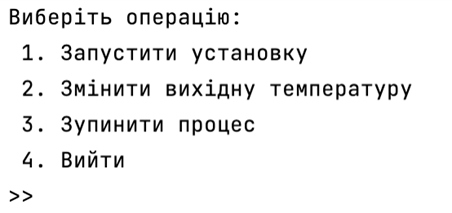 Виберіть операцію:
1. Запустити установку
2. Змінити вихідну температуру
3. Зупинити процес
4. Вийти
>>